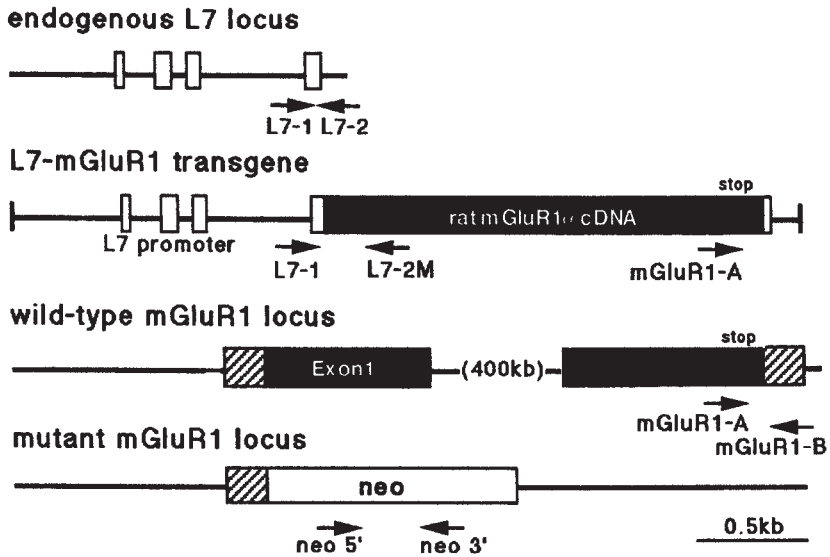 endogenous L7 locus
L7-1 L7-2
L7-mGluR1 transgene
stop
rat mGluR1α cDNA
L7 promoter
L7-1
L7-2M
mGluR1-A
wild-type mGluR1 locus
stop
Exon1
(400kb)
mGluR1-A
mGluR1-B
mutant mGluR1 locus
neo
0.5kb
neo 5'
neo 3'